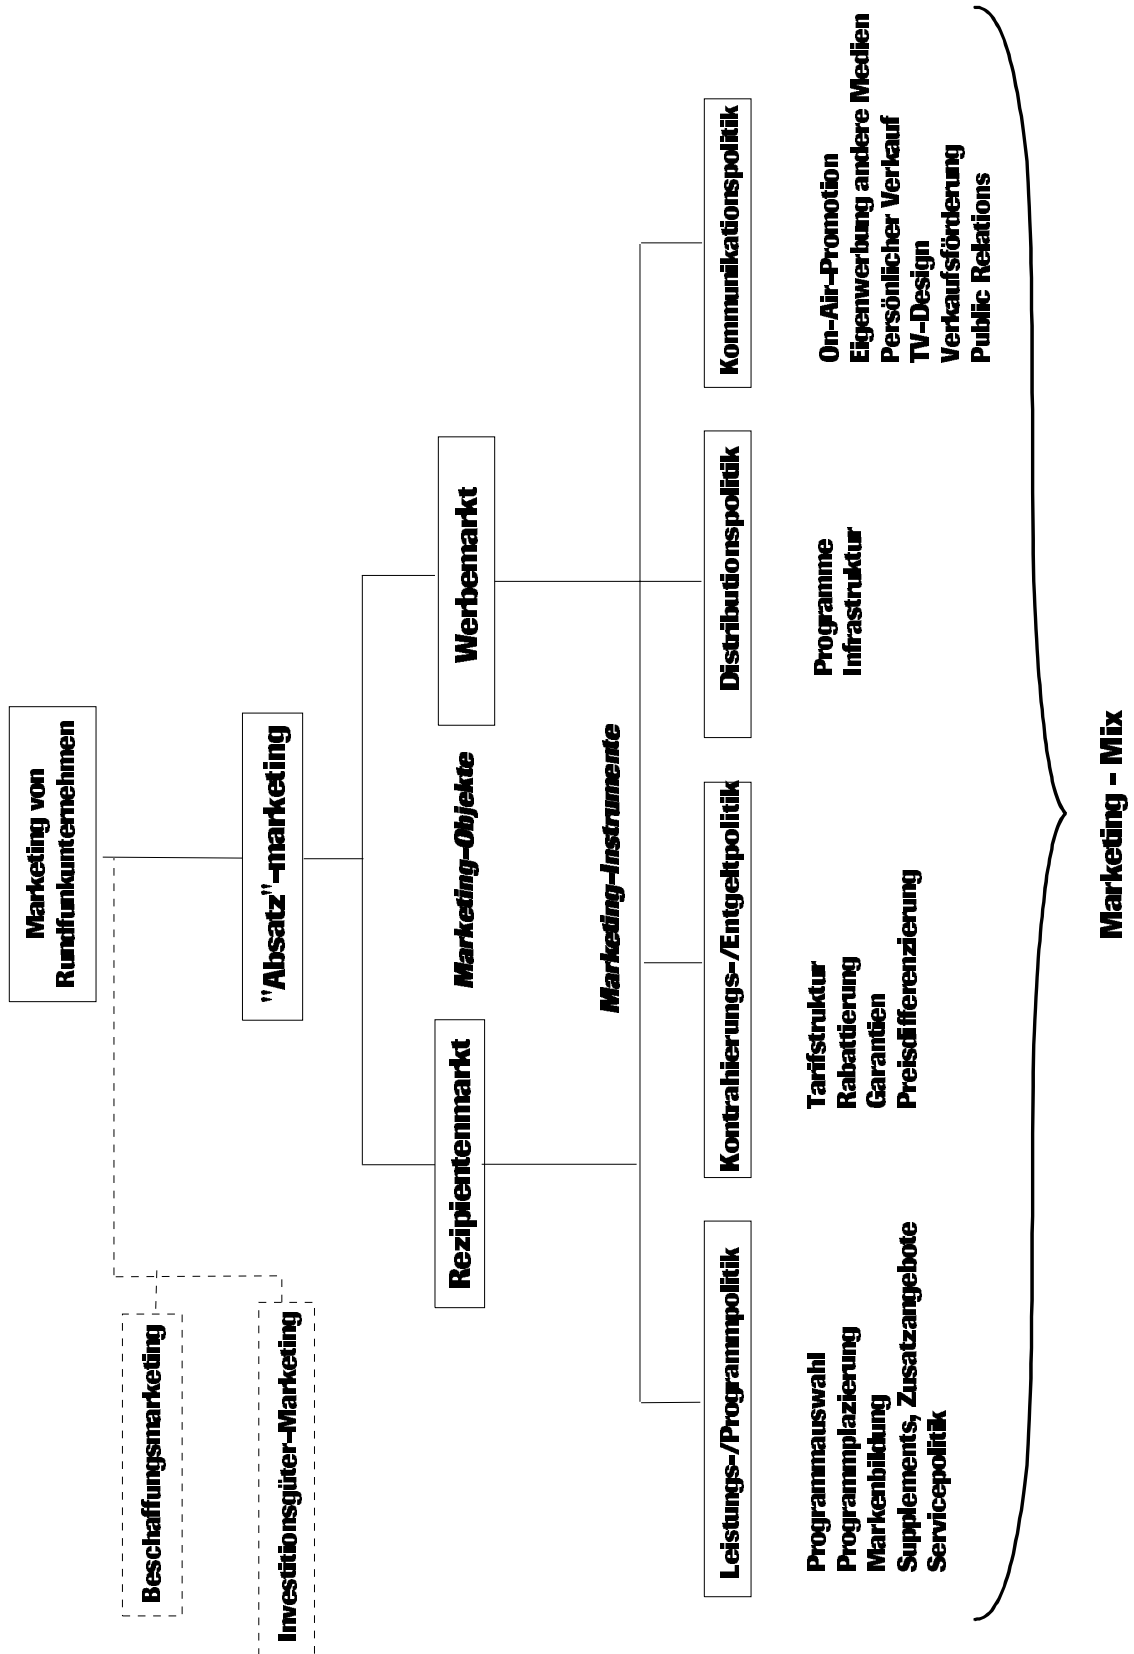 Marketing von
Rundfunkunternehmen
Beschaffungsmarketing
Investitionsgüter-Marketing
"Absatz"-marketing
Rezipientenmarkt
Marketing-Objekte
Werbemarkt
Marketing-Instrumente
Leistungs-/Programmpolitik
Kontrahierungs-/Entgeltpolitik
Distributionspolitik
Kommunikationspolitik
Programmauswahl
Programmplazierung
Markenbildung
Supplements, Zusatzangebote
Servicepolitik
Tarifstruktur
Rabattierung
Garantien
Preisdifferenzierung
Programme
Infrastruktur
On-Air-Promotion
Eigenwerbung andere Medien
Persönlicher Verkauf
TV-Design
Verkaufsförderung
Public Relations
Marketing - Mix